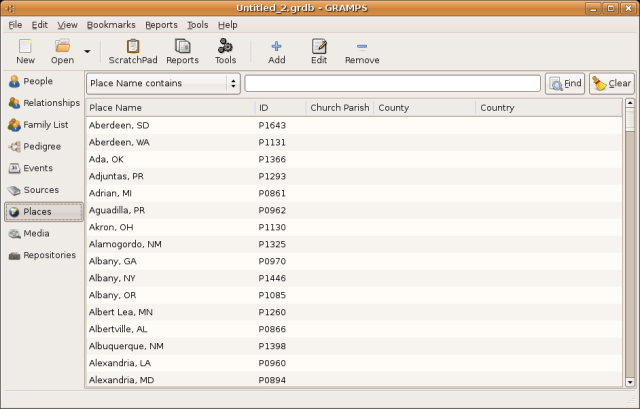 Untitled_2.grdb - GRAMPS
File Edit View Bookmarks Reports Tools Help
New Open ScratchPad Reports Tools Add Edit Remove
People
Relationships
Family List
Pedigree
Events
Sources
Places
Media
Repositories
Place Name contains Find Clear
Place Name ID Church Parish County Country
Aberdeen, SD P1643
Aberdeen, WA P1131
Ada, OK P1366
Adjuntas, PR P1293
Adrian, MI P0861
Aguadilla, PR P0962
Akron, OH P1130
Alamogordo, NM P1325
Albany, GA P0970
Albany, NY P1446
Albany, OR P1085
Albert Lea, MN P1260
Albertville, AL P0866
Albuquerque, NM P1398
Alexandria, LA P0960
Alexandria, MD P0894